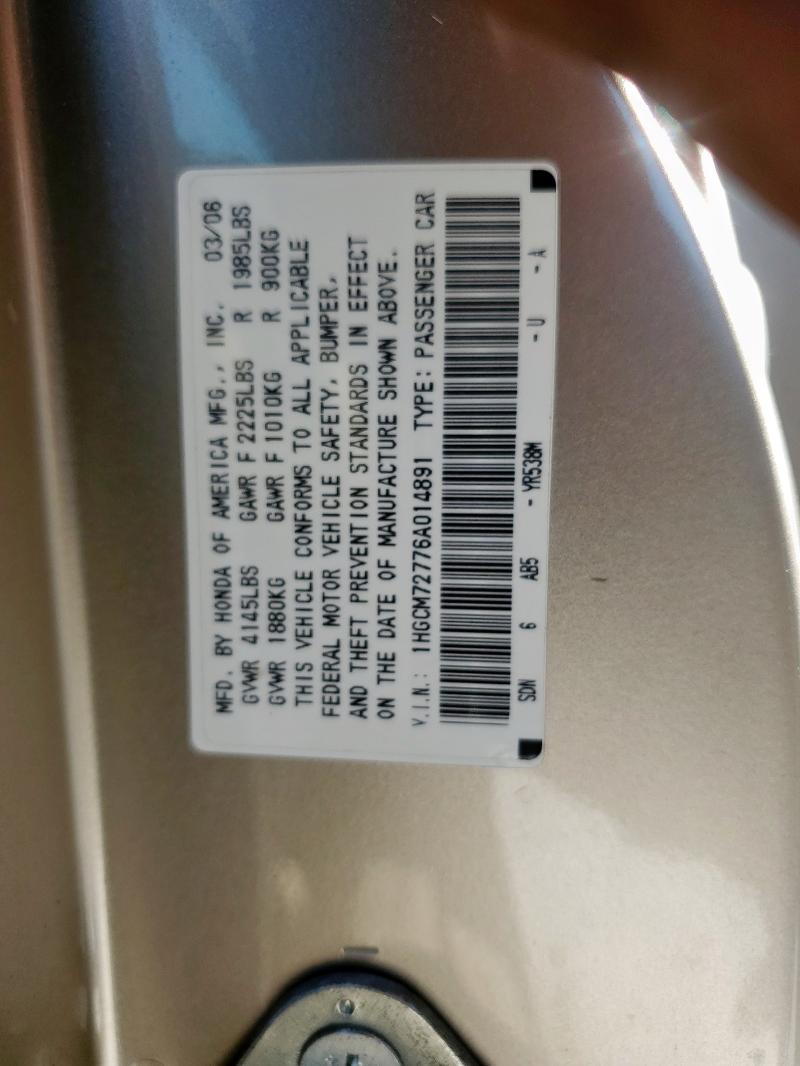 MFD. BY HONDA OF AMERICA MFG., INC. 03/06
GVWR 4145LBS GAWR F 2225LBS R 1985LBS
GVWR 1880KG GAWR F 1010KG R 900KG
THIS VEHICLE CONFORMS TO ALL APPLICABLE
FEDERAL MOTOR VEHICLE SAFETY, BUMPER,
AND THEFT PREVENTION STANDARDS IN EFFECT
ON THE DATE OF MANUFACTURE SHOWN ABOVE.
V.I.N.: 1HGCM72776A014891 TYPE: PASSENGER CAR
SDN 6 AB5 - YR538M - U - A